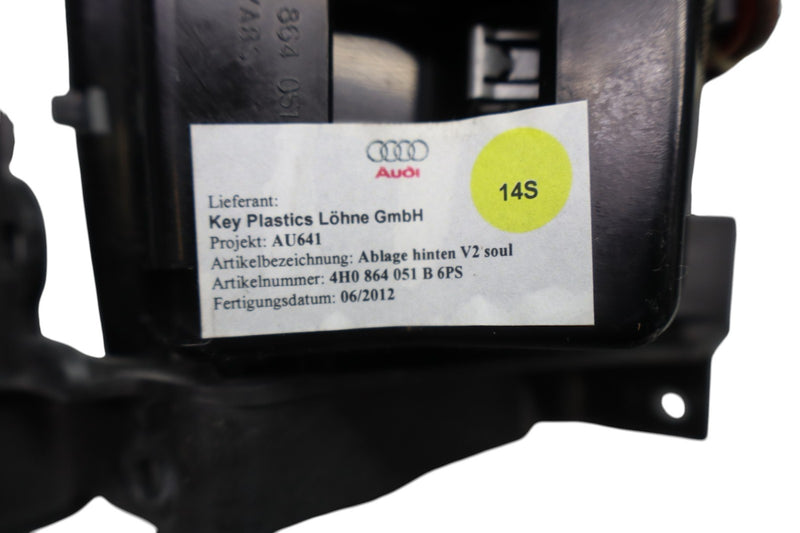 864 051
Audi
14S
Lieferant:
Key Plastics Löhne GmbH
Projekt: AU641
Artikelbezeichnung: Ablage hinten V2 soul
Artikelnummer: 4H0 864 051 B 6PS
Fertigungsdatum: 06/2012